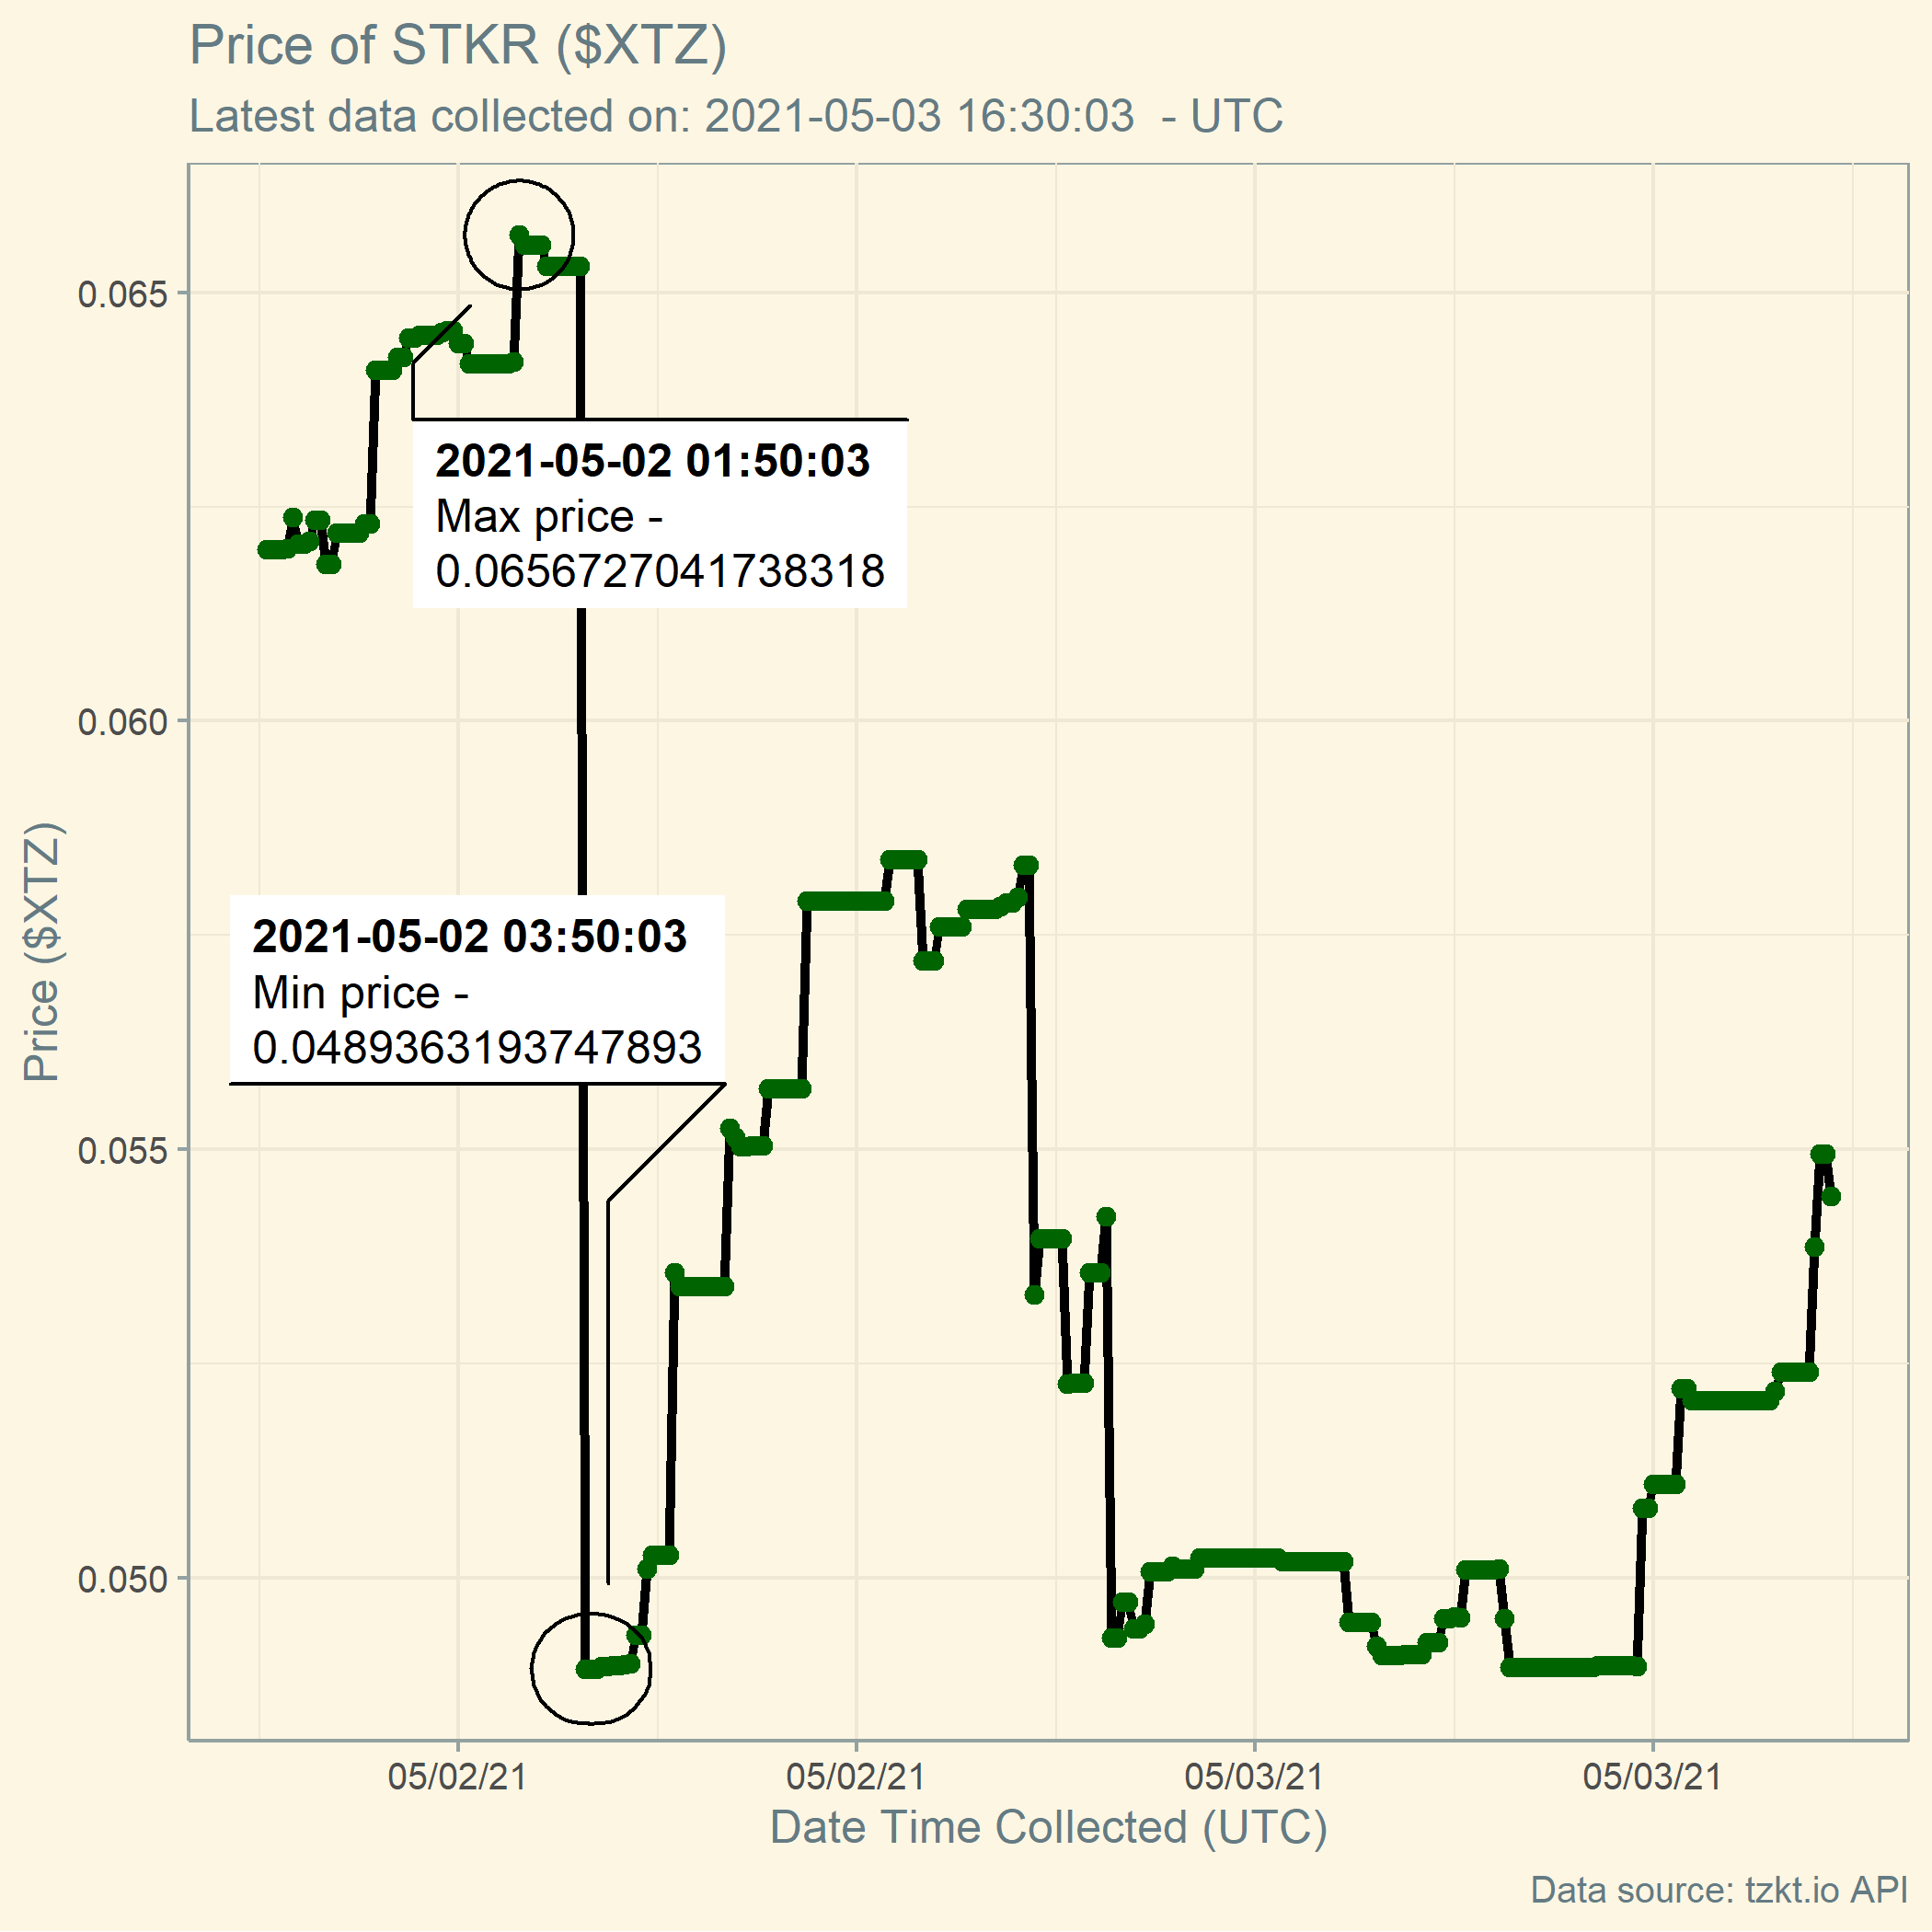 Price of STKR ($XTZ)
Latest data collected on: 2021-05-03 16:30:03  - UTC
0.065
2021-05-02 01:50:03
Max price -
0.0656727041738318
0.060
Price ($XTZ)
2021-05-02 03:50:03
Min price -
0.0489363193747893
0.055
0.050
05/02/21
05/02/21
05/03/21
05/03/21
Date Time Collected (UTC)
Data source: tzkt.io API